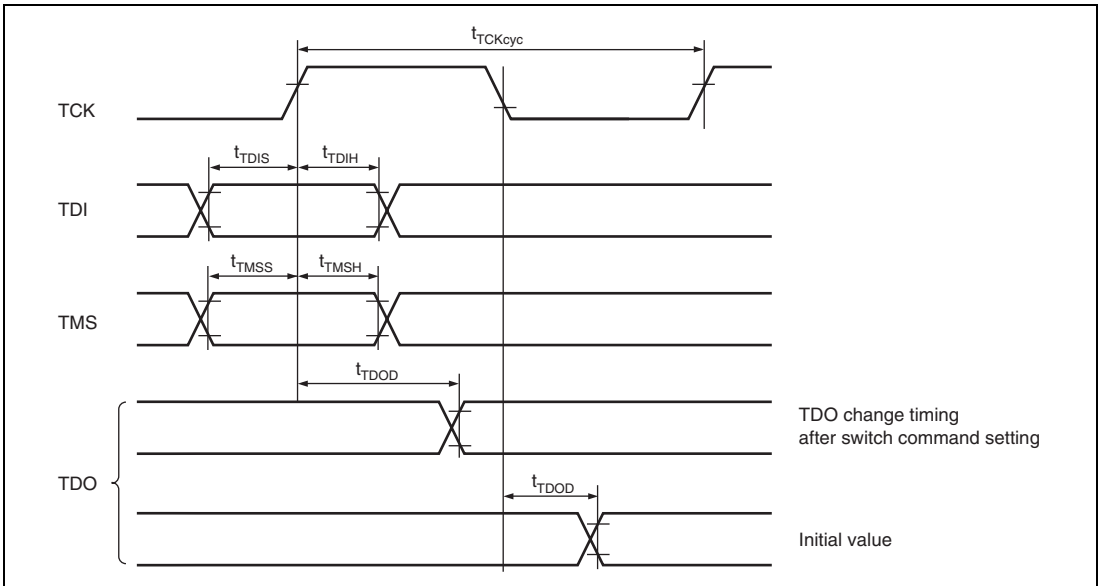 tTCKcyc
TCK
tTDIS
tTDIH
TDI
tTMSS
tTMSH
TMS
tTDOD
TDO change timing
after switch command setting
TDO
tTDOD
Initial value